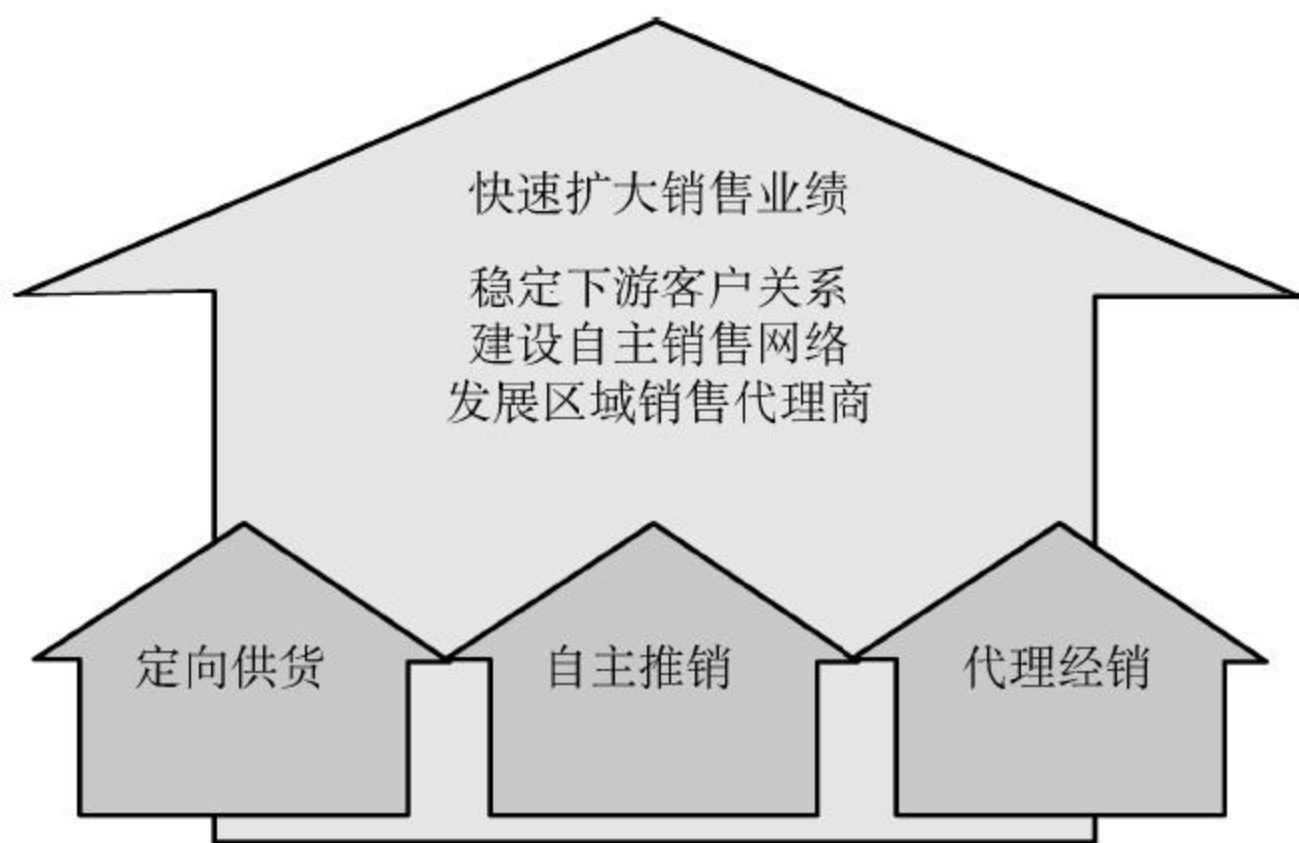 快速扩大销售业绩
稳定下游客户关系
建设自主销售网络
发展区域销售代理商
定向供货
自主推销
代理经销